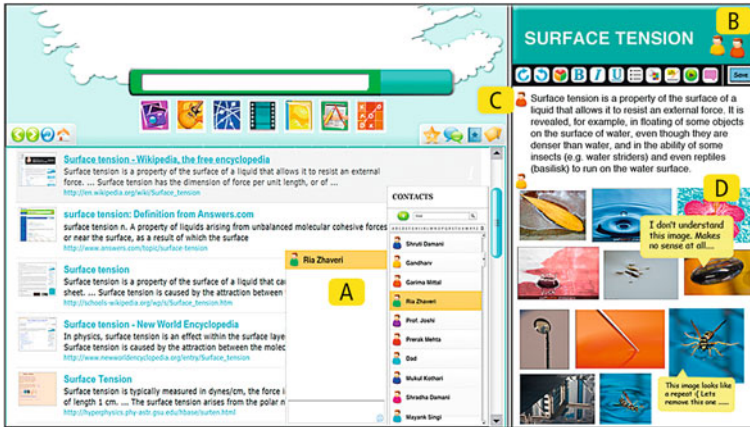 Surface tension - Wikipedia, the free encyclopedia
Surface tension is a property of the surface of a liquid that allows it to resist an external
force. ... Surface tension has the dimension of force per unit length, or of ...
http://en.wikipedia.org/wiki/Surface_tension
surface tension: Definition from Answers.com
surface tension n. A property of liquids arising from unbalanced molecular cohesive forces
or near the surface, as a result of which the surface
http://www.answers.com/topic/surface-tension
Surface tension
Surface tension is a property of the surface of a liquid that
sheet. ... Surface tension is caused by the attraction between
http://schools-wikipedia.org/wp/s/Surface_tension.htm
Surface tension - New World Encyclopedia
In physics, surface tension is an effect within the surface
Surface tension is caused by the attraction between the
http://www.newworldencyclopedia.org/entry/Surface_tension
Surface Tension
Surface tension is typically measured in dynes/cm, the force
of length 1 cm. ... The surface tension arises from the polar
http://hyperphysics.phy-astr.gsu.edu/hbase/surten.html
Ria Zhaveri
A
CONTACTS
Shruti Damani
Gandharv
Garima Mittal
Ria Zhaveri
Prof. Joshi
Prerak Mehta
Dad
Mukul Kothari
Shradha Damani
Mayank Singi
C
B
SURFACE TENSION
B I U
Save
Surface tension is a property of the surface of a
liquid that allows it to resist an external force. It is
revealed, for example, in floating of some objects
on the surface of water, even though they are
denser than water, and in the ability of some
insects (e.g. water striders) and even reptiles
(basilisk) to run on the water surface.
D
I don't understand
this image. Makes
no sense at all....
This image looks like
a repeat :( Lets
remove this one ......